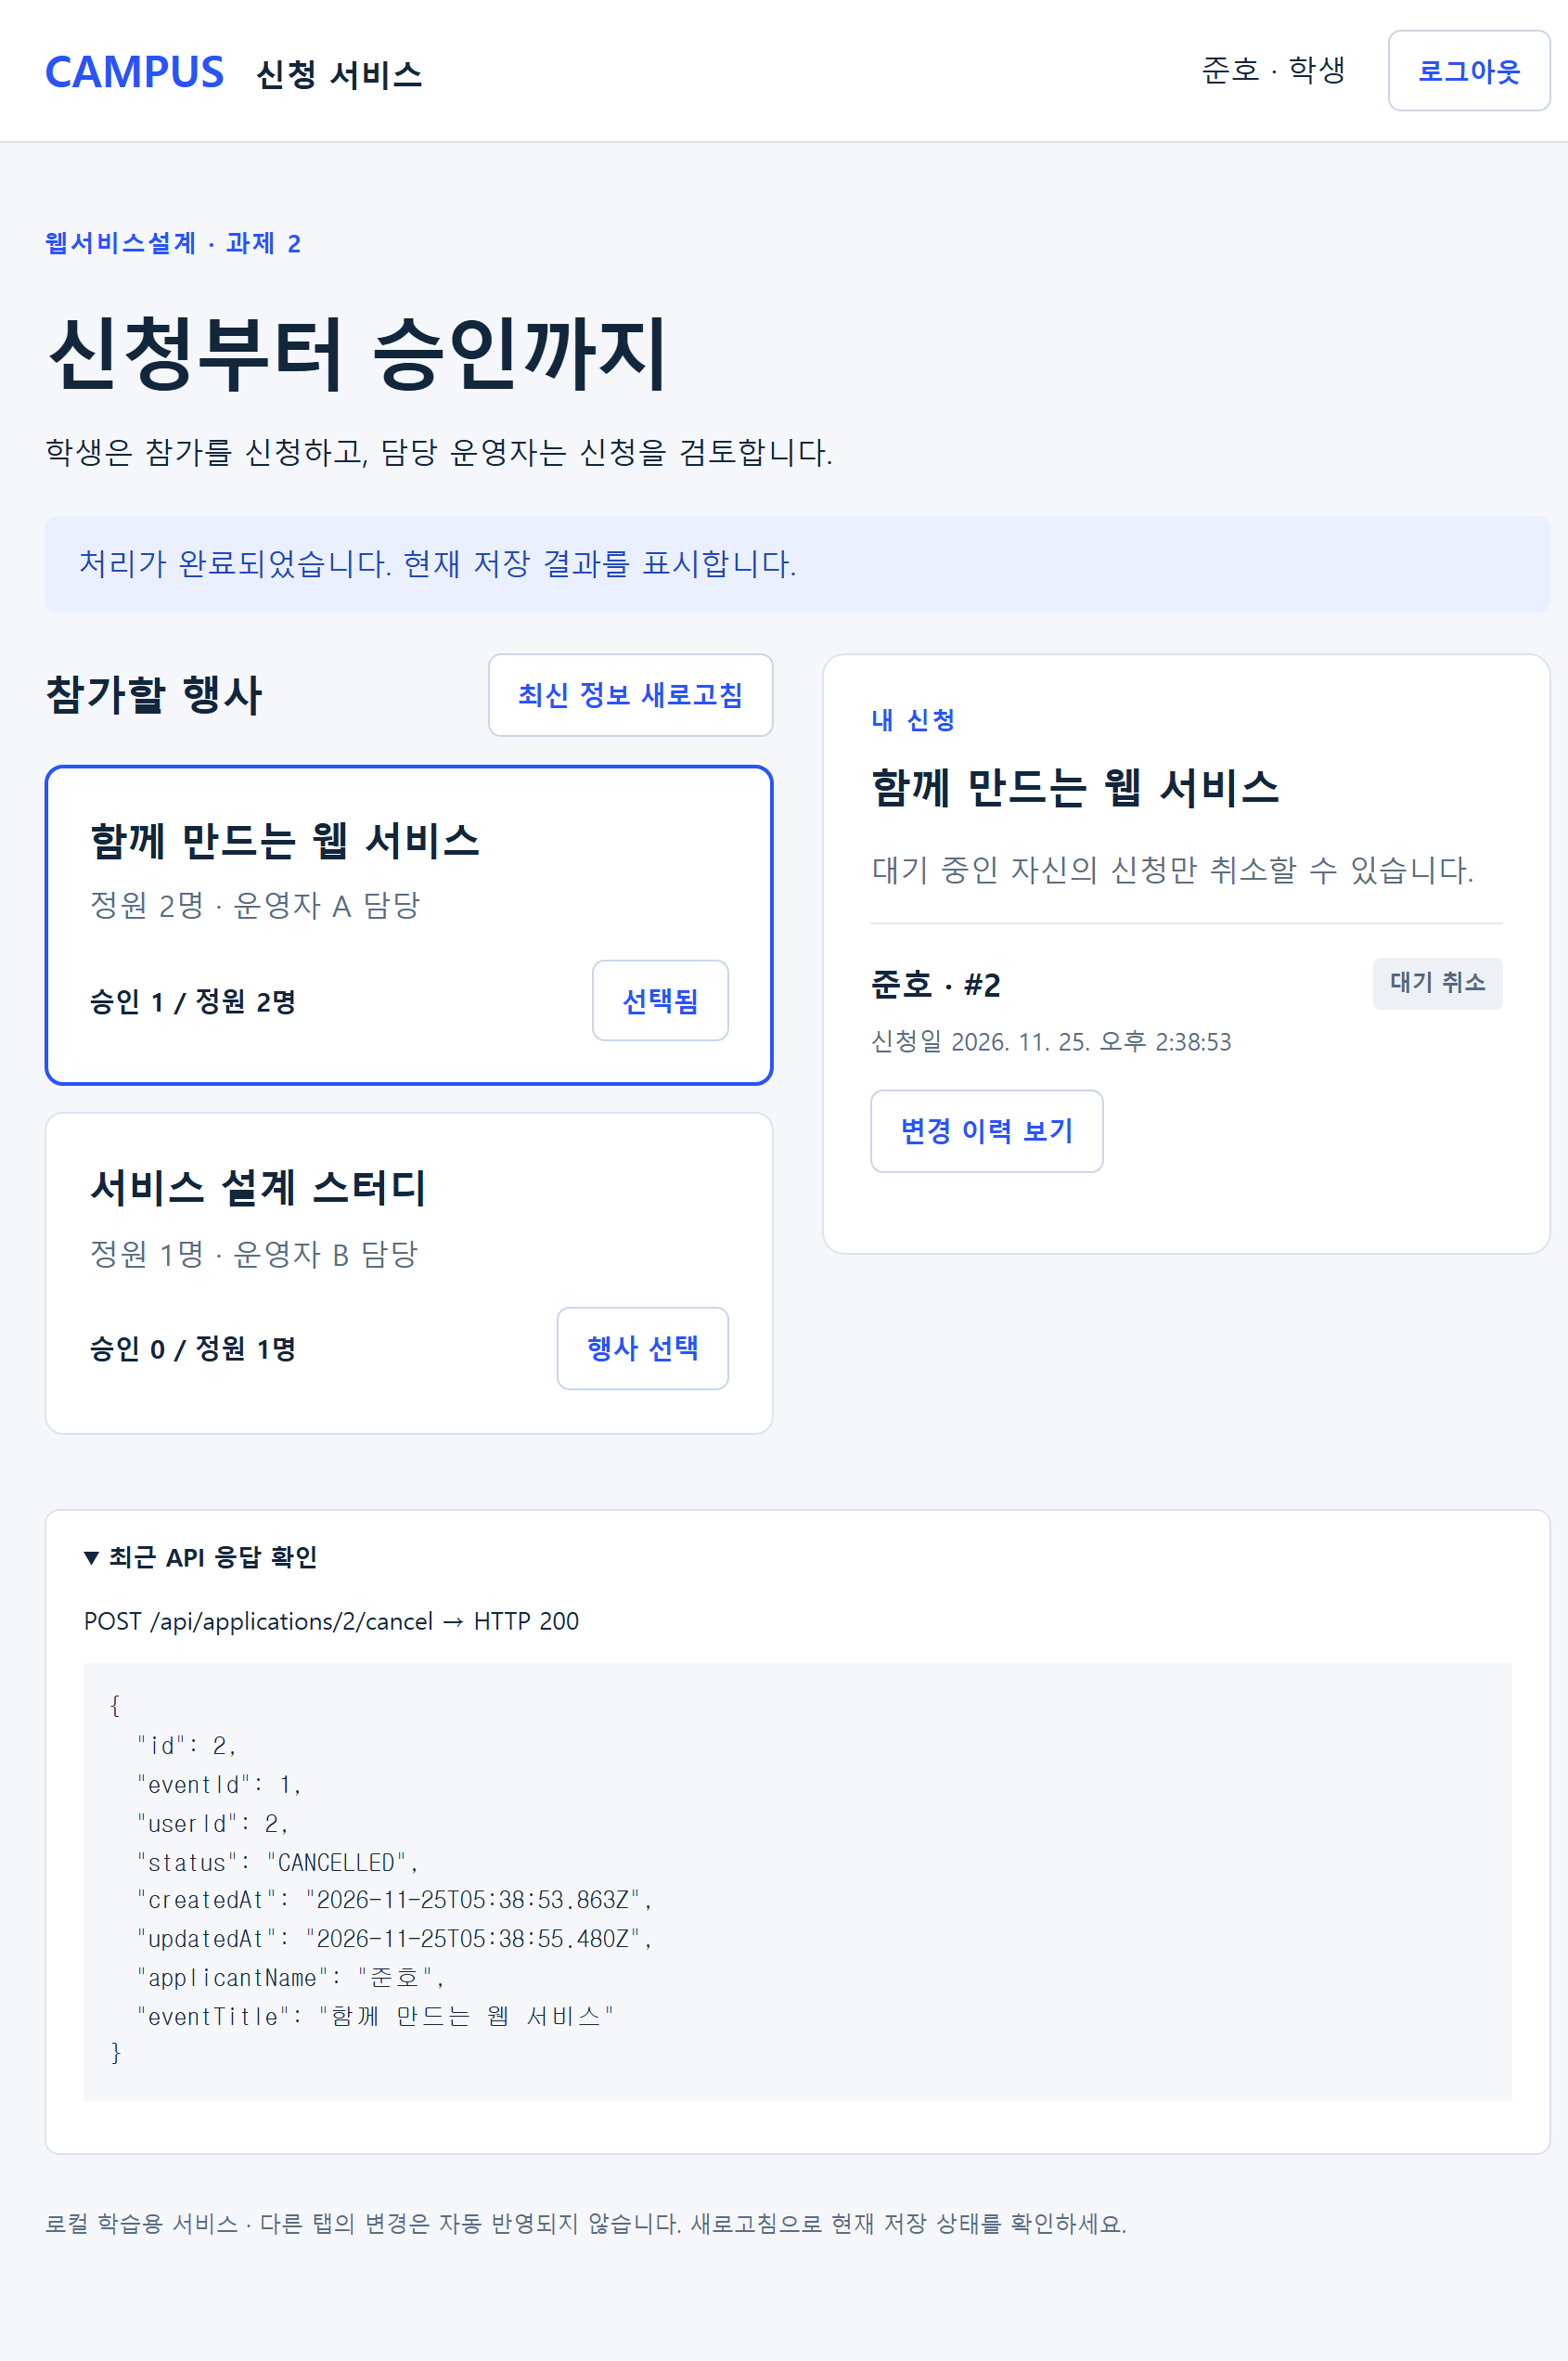 CAMPUS 신청 서비스
준호 · 학생
로그아웃
웹서비스설계 · 과제 2
신청부터 승인까지
학생은 참가를 신청하고, 담당 운영자는 신청을 검토합니다.
처리가 완료되었습니다. 현재 저장 결과를 표시합니다.
참가할 행사
최신 정보 새로고침
함께 만드는 웹 서비스
정원 2명 · 운영자 A 담당
승인 1 / 정원 2명
선택됨
서비스 설계 스터디
정원 1명 · 운영자 B 담당
승인 0 / 정원 1명
행사 선택
내 신청
함께 만드는 웹 서비스
대기 중인 자신의 신청만 취소할 수 있습니다.
준호 · #2
대기 취소
신청일 2026. 11. 25. 오후 2:38:53
변경 이력 보기
▼ 최근 API 응답 확인
POST /api/applications/2/cancel → HTTP 200
{
"id": 2,
"eventId": 1,
"userId": 2,
"status": "CANCELLED",
"createdAt": "2026-11-25T05:38:53.863Z",
"updatedAt": "2026-11-25T05:38:55.480Z",
"applicantName": "준호",
"eventTitle": "함께 만드는 웹 서비스"
}
로컬 학습용 서비스 · 다른 탭의 변경은 자동 반영되지 않습니다. 새로고침으로 현재 저장 상태를 확인하세요.